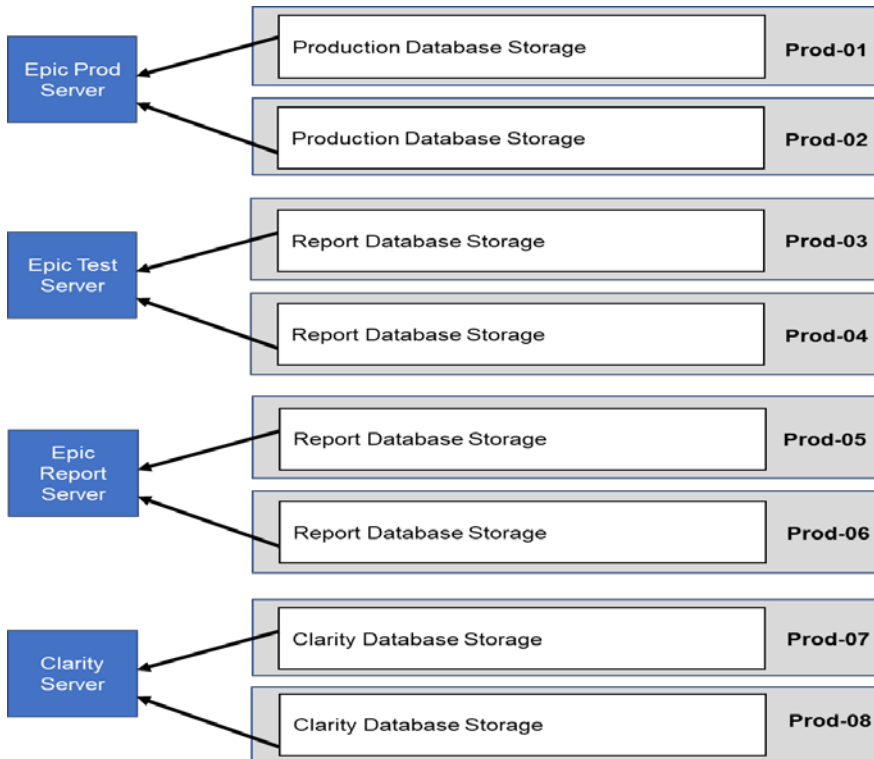 Epic Prod
Server
Production Database Storage
Prod-01
Production Database Storage
Prod-02
Epic Test
Server
Report Database Storage
Prod-03
Report Database Storage
Prod-04
Epic
Report
Server
Report Database Storage
Prod-05
Report Database Storage
Prod-06
Clarity
Server
Clarity Database Storage
Prod-07
Clarity Database Storage
Prod-08